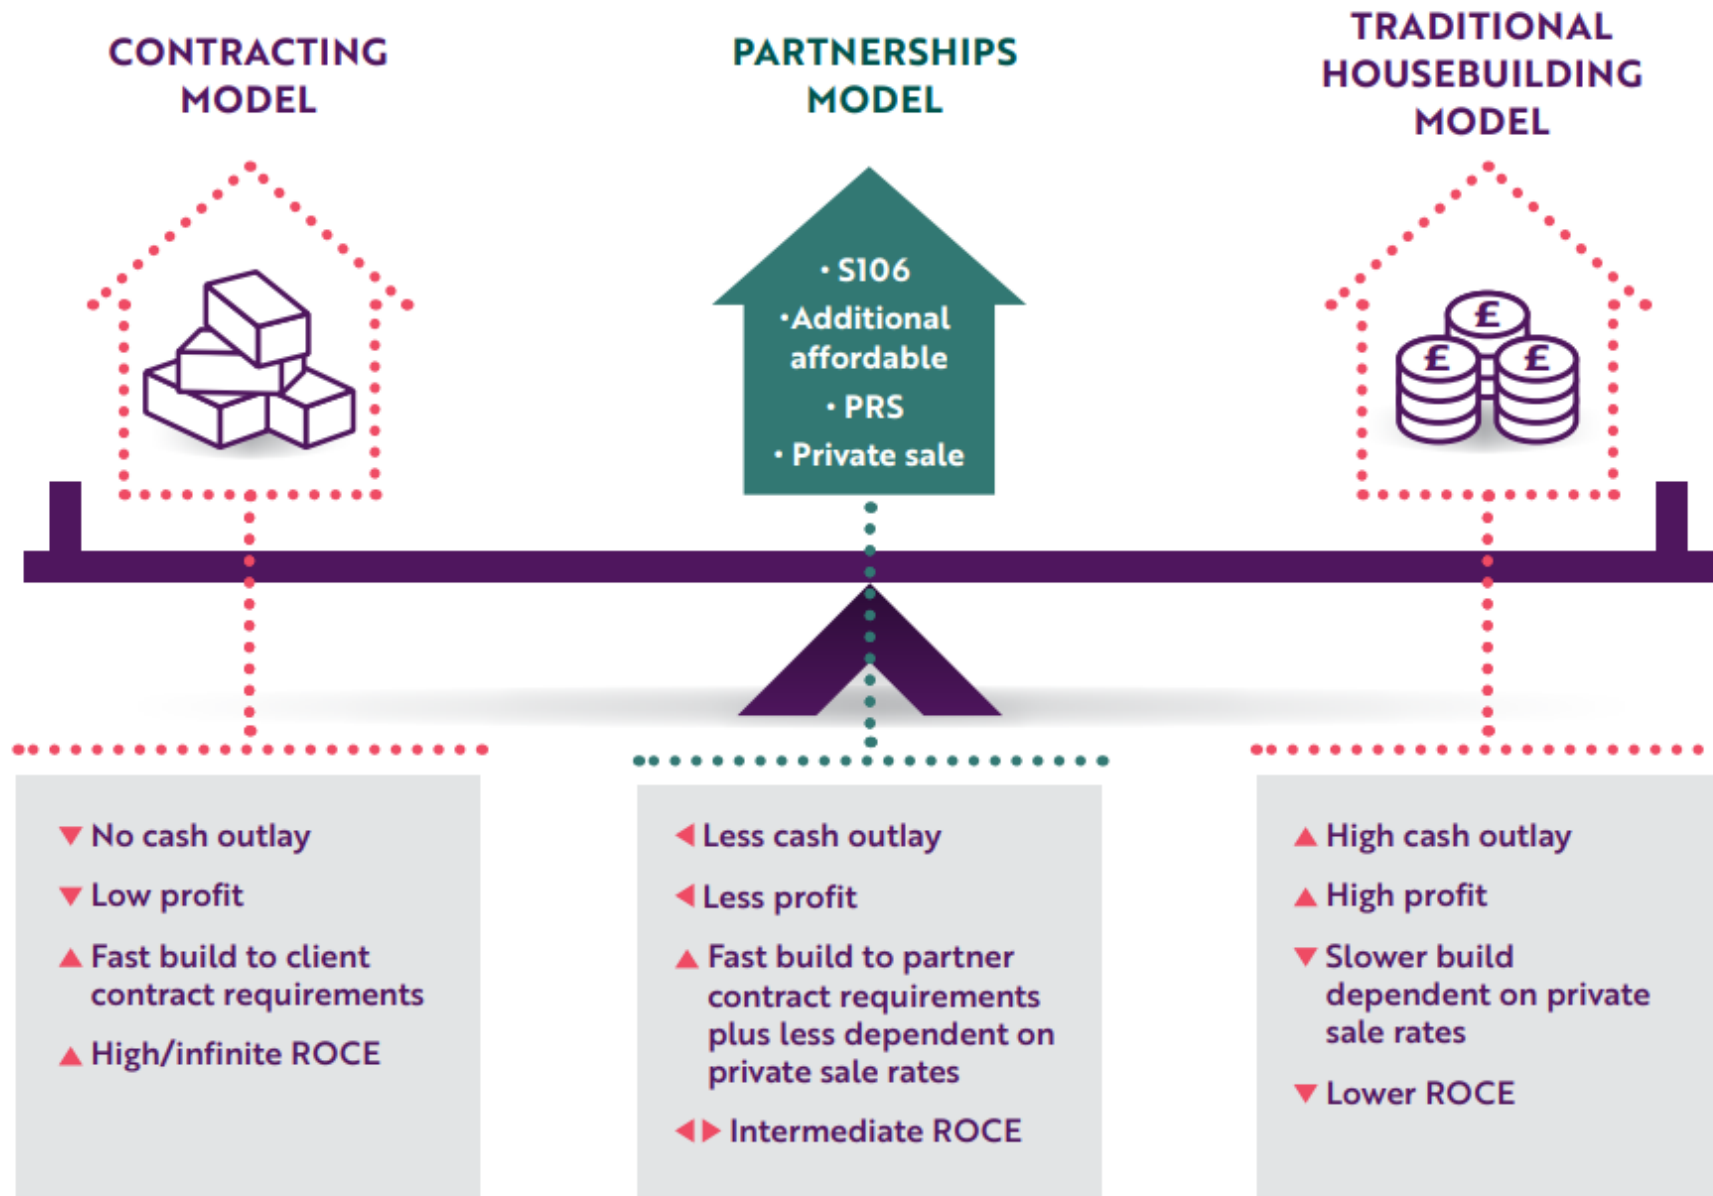 CONTRACTING
MODEL
PARTNERSHIPS
MODEL
TRADITIONAL
HOUSEBUILDING
MODEL
• S106
•Additional
affordable
• PRS
• Private sale
£
£
£
▼ No cash outlay
▼ Low profit
▲ Fast build to client
contract requirements
▲ High/infinite ROCE
◀ Less cash outlay
◀ Less profit
▲ Fast build to partner
contract requirements
plus less dependent on
private sale rates
◀▶ Intermediate ROCE
▲ High cash outlay
▲ High profit
▼ Slower build
dependent on private
sale rates
▼ Lower ROCE